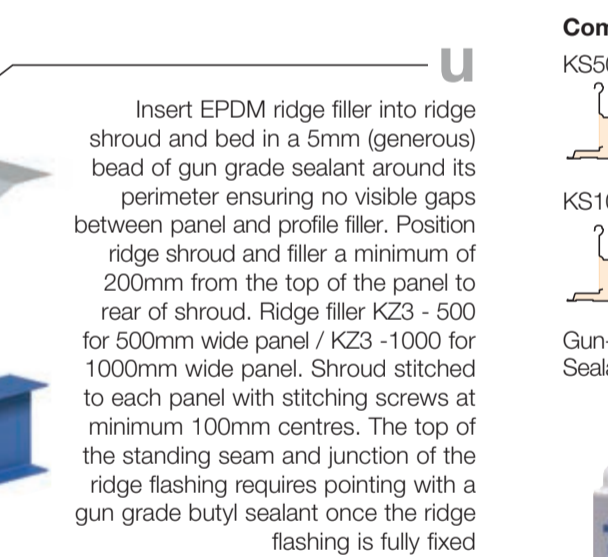 u
Insert EPDM ridge filler into ridge
shroud and bed in a 5mm (generous)
bead of gun grade sealant around its
perimeter ensuring no visible gaps
between panel and profile filler. Position
ridge shroud and filler a minimum of
200mm from the top of the panel to
rear of shroud. Ridge filler KZ3 - 500
for 500mm wide panel / KZ3 -1000 for
1000mm wide panel. Shroud stitched
to each panel with stitching screws at
minimum 100mm centres. The top of
the standing seam and junction of the
ridge flashing requires pointing with a
gun grade butyl sealant once the ridge
flashing is fully fixed